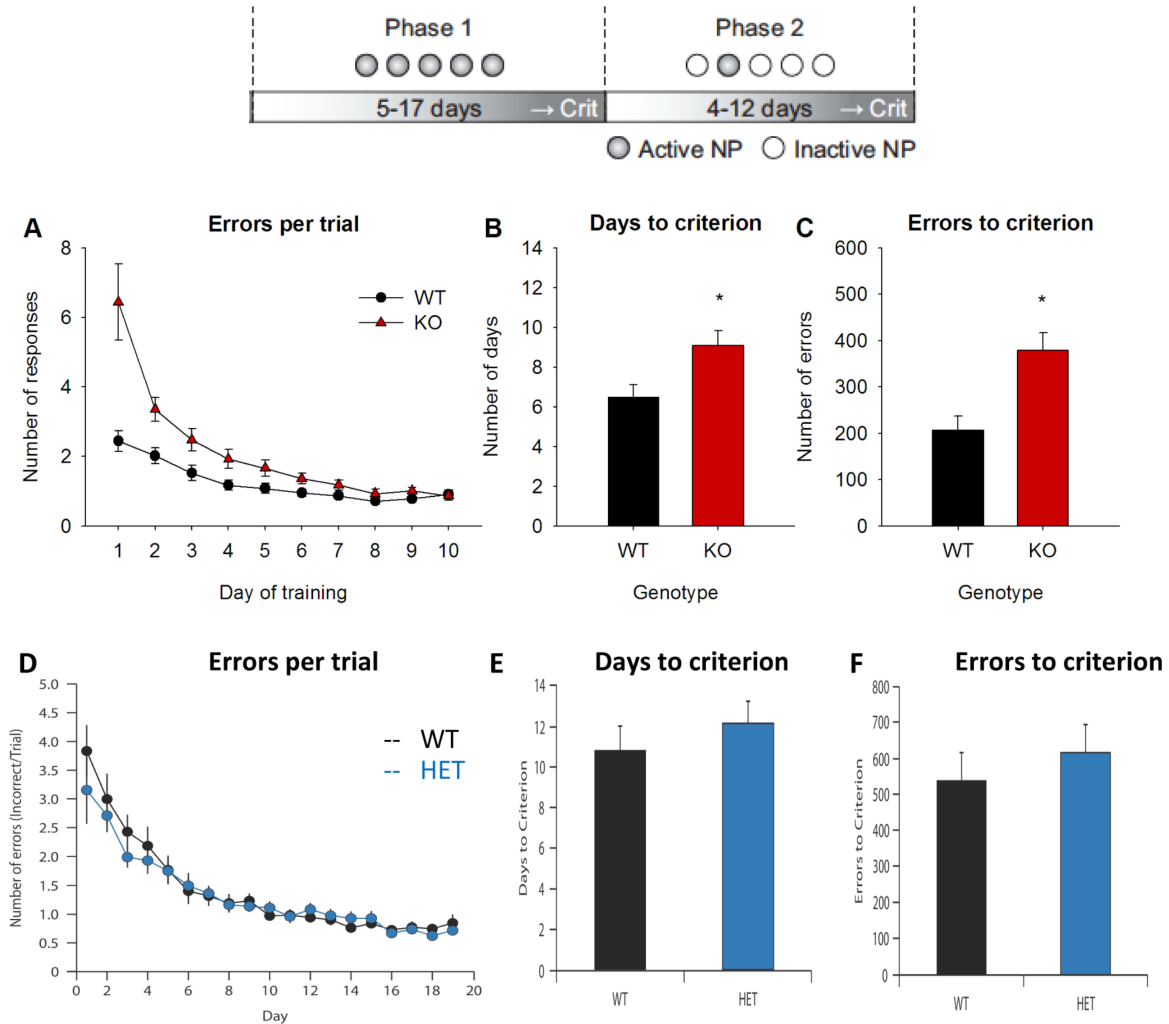 Phase 1 Phase 2
5-17 days → Crit 4-12 days → Crit
Active NP Inactive NP
A Errors per trial
Number of responses
8
6
4
2
0
WT
KO
1 2 3 4 5 6 7 8 9 10
Day of training
B Days to criterion
Number of days
14
12
10
8
6
4
2
0
*
WT KO
Genotype
C Errors to criterion
Number of errors
600
500
400
300
200
100
0
*
WT KO
Genotype
D Errors per trial
Number of errors (Incorrect/Trial)
5.0
4.5
4.0
3.5
3.0
2.5
2.0
1.5
1.0
0.5
0
-- WT
-- HET
0 2 4 6 8 10 12 14 16 18 20
Day
E Days to criterion
Days to Criterion
14
12
10
8
6
4
2
0
WT HET
F Errors to criterion
Errors to Criterion
800
700
600
500
400
300
200
100
0
WT HET